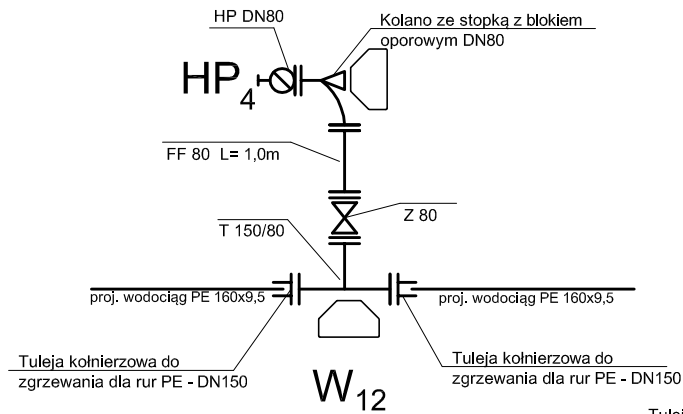 HP DN80
Kolano ze stopką z blokiem
oporowym DN80
HP4
FF 80 L= 1,0m
Z 80
T 150/80
proj. wodociąg PE 160x9,5
proj. wodociąg PE 160x9,5
Tuleja kołnierzowa do
zgrzewania dla rur PE - DN150
Tuleja kołnierzowa do
zgrzewania dla rur PE - DN150
W12